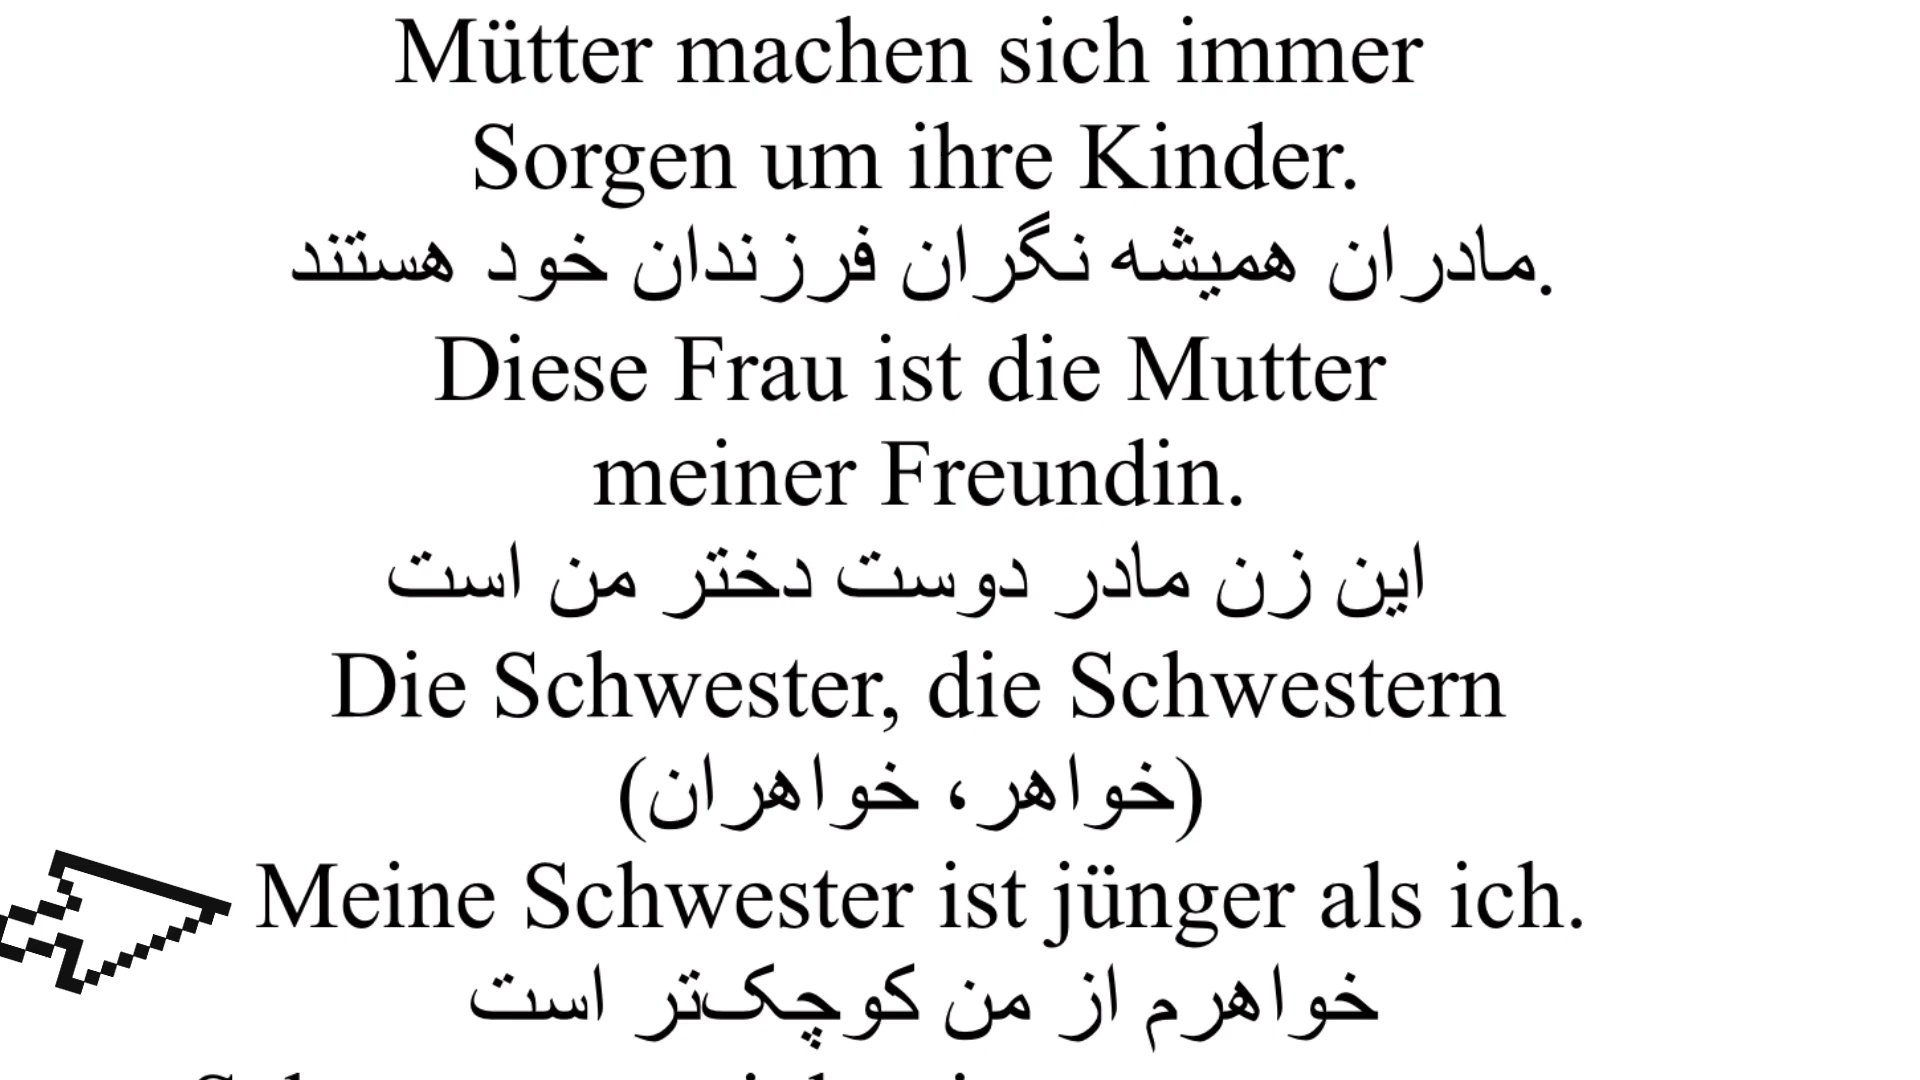 Mütter machen sich immer
Sorgen um ihre Kinder.
مادران همیشه نگران فرزندان خود هستند.
Diese Frau ist die Mutter
meiner Freundin.
این زن مادر دوست دختر من است
Die Schwester, die Schwestern
(خواهر، خواهران)
Meine Schwester ist jünger als ich.
خواهرم از من کوچک‌تر است